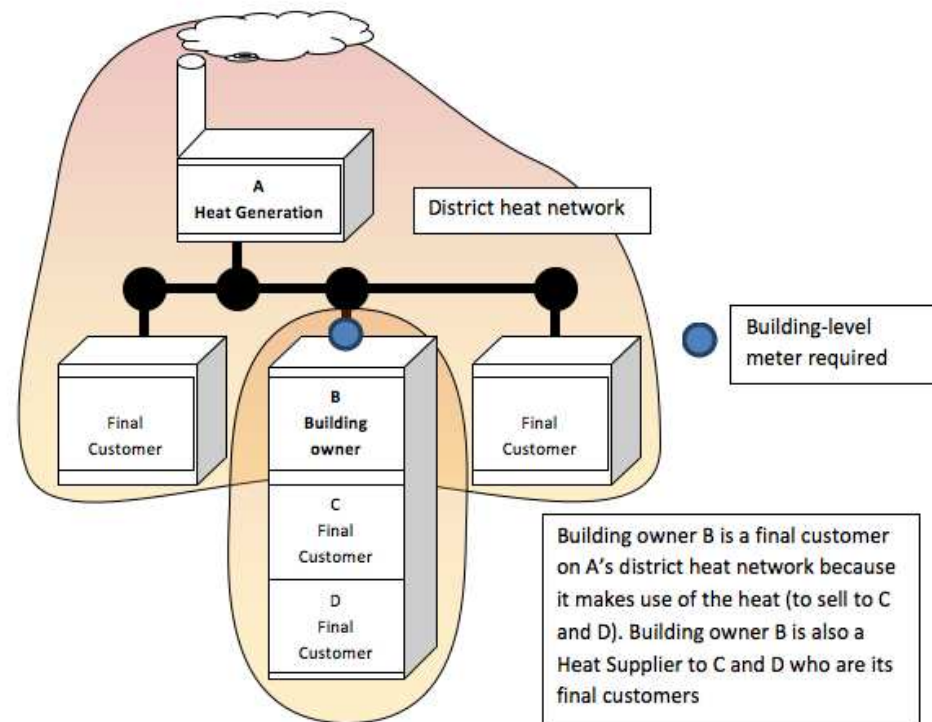 A
Heat Generation
District heat network
Building-level
meter required
Final
Customer
B
Building
owner
Final
Customer
C
Final
Customer
D
Final
Customer
Building owner B is a final customer
on A's district heat network because
it makes use of the heat (to sell to C
and D). Building owner B is also a
Heat Supplier to C and D who are its
final customers